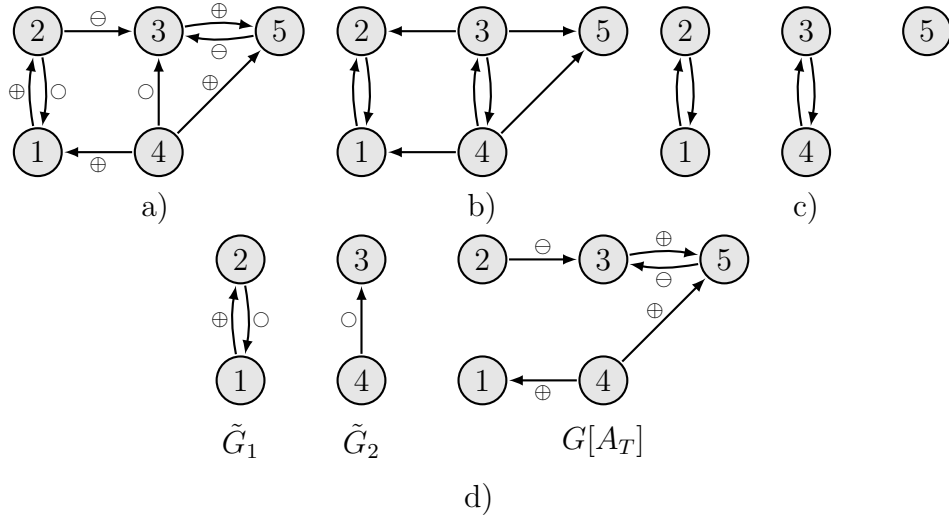 2 ⊖ 3 ⊕ 5 2 3 5 2 3 5
⊖
⊕ ○ ○ ⊕
1 ⊕ 4 1 4 1 4
a) b) c)
2 3 2 ⊖ 3 ⊕ 5
⊖
⊕ ○ ○ ⊕
1 4 1 ⊕ 4
G̃₁ G̃₂ G[A_T]
d)